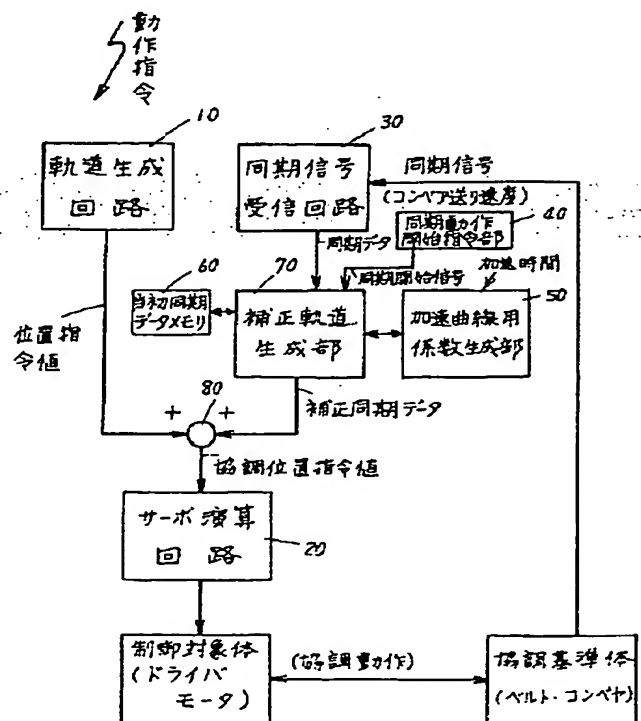 動作指令
10
軌道生成
回路
30
同期信号
受信回路
同期信号
(コンベア送り速度)
40
同期動作
開始指令部
同期データ
同期開始信号
加速時間
60
当初同期
データメモリ
70
補正軌道
生成部
50
加速曲線用
係数生成部
位置指
令値
+
80
+
補正同期データ
協調位置指令値
サーボ演算
回路
20
制御対象体
(ドライバ
モータ)
(協調動作)
協調基準体
(ベルト・コンベヤ)